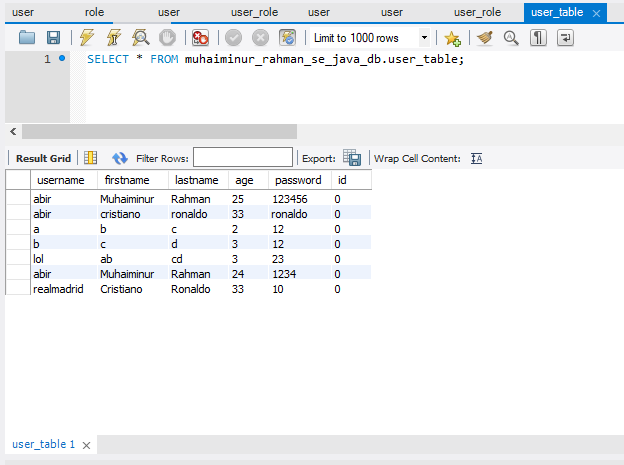 user role user user_role user user user_role user_table
Limit to 1000 rows
1 SELECT * FROM muhaiminur_rahman_se_java_db.user_table;
Result Grid Filter Rows: Export: Wrap Cell Content:
username firstname lastname age password id
abir Muhaiminur Rahman 25 123456 0
abir cristiano ronaldo 33 ronaldo 0
a b c 2 12 0
b c d 3 12 0
lol ab cd 3 23 0
abir Muhaiminur Rahman 24 1234 0
realmadrid Cristiano Ronaldo 33 10 0
user_table 1